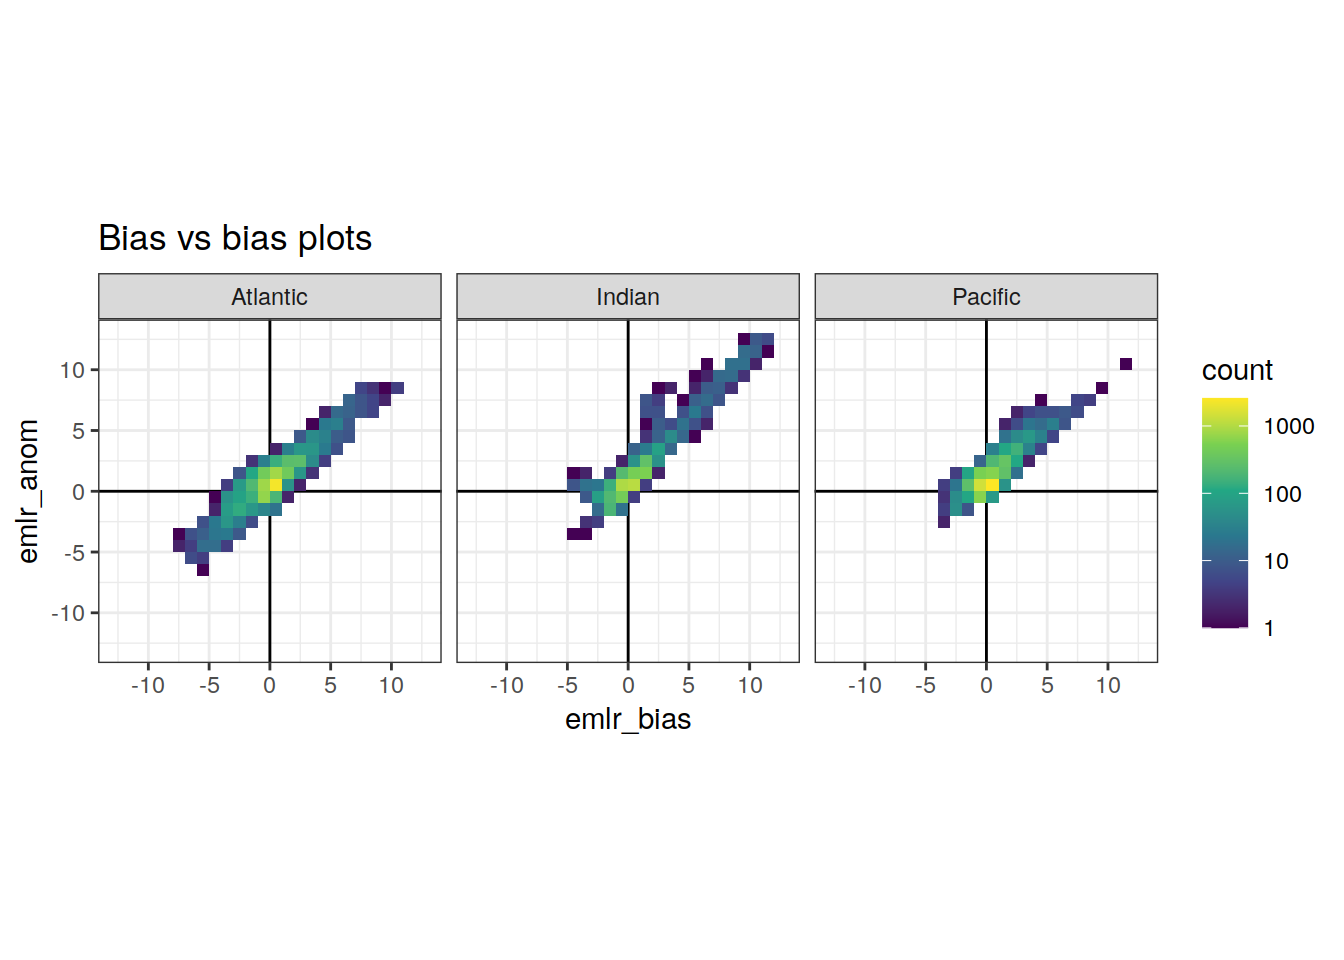 Bias vs bias plots
Atlantic Indian Pacific
10
5
0
-5
-10
emlr_anom
-10 -5 0 5 10 -10 -5 0 5 10 -10 -5 0 5 10
emlr_bias
count
1000
100
10
1